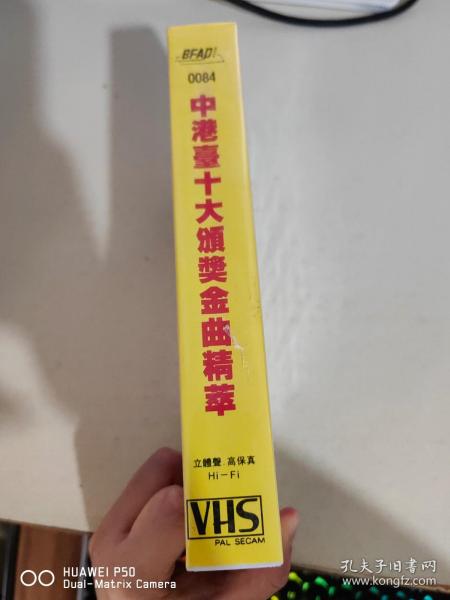 BFAD!
0084
中港臺十大頒獎金曲精萃
立體聲.高保真
Hi-Fi
VHS
PAL SECAM
HUAWEI P50
Dual-Matrix Camera
孔夫子旧书网
www.kongfz.com